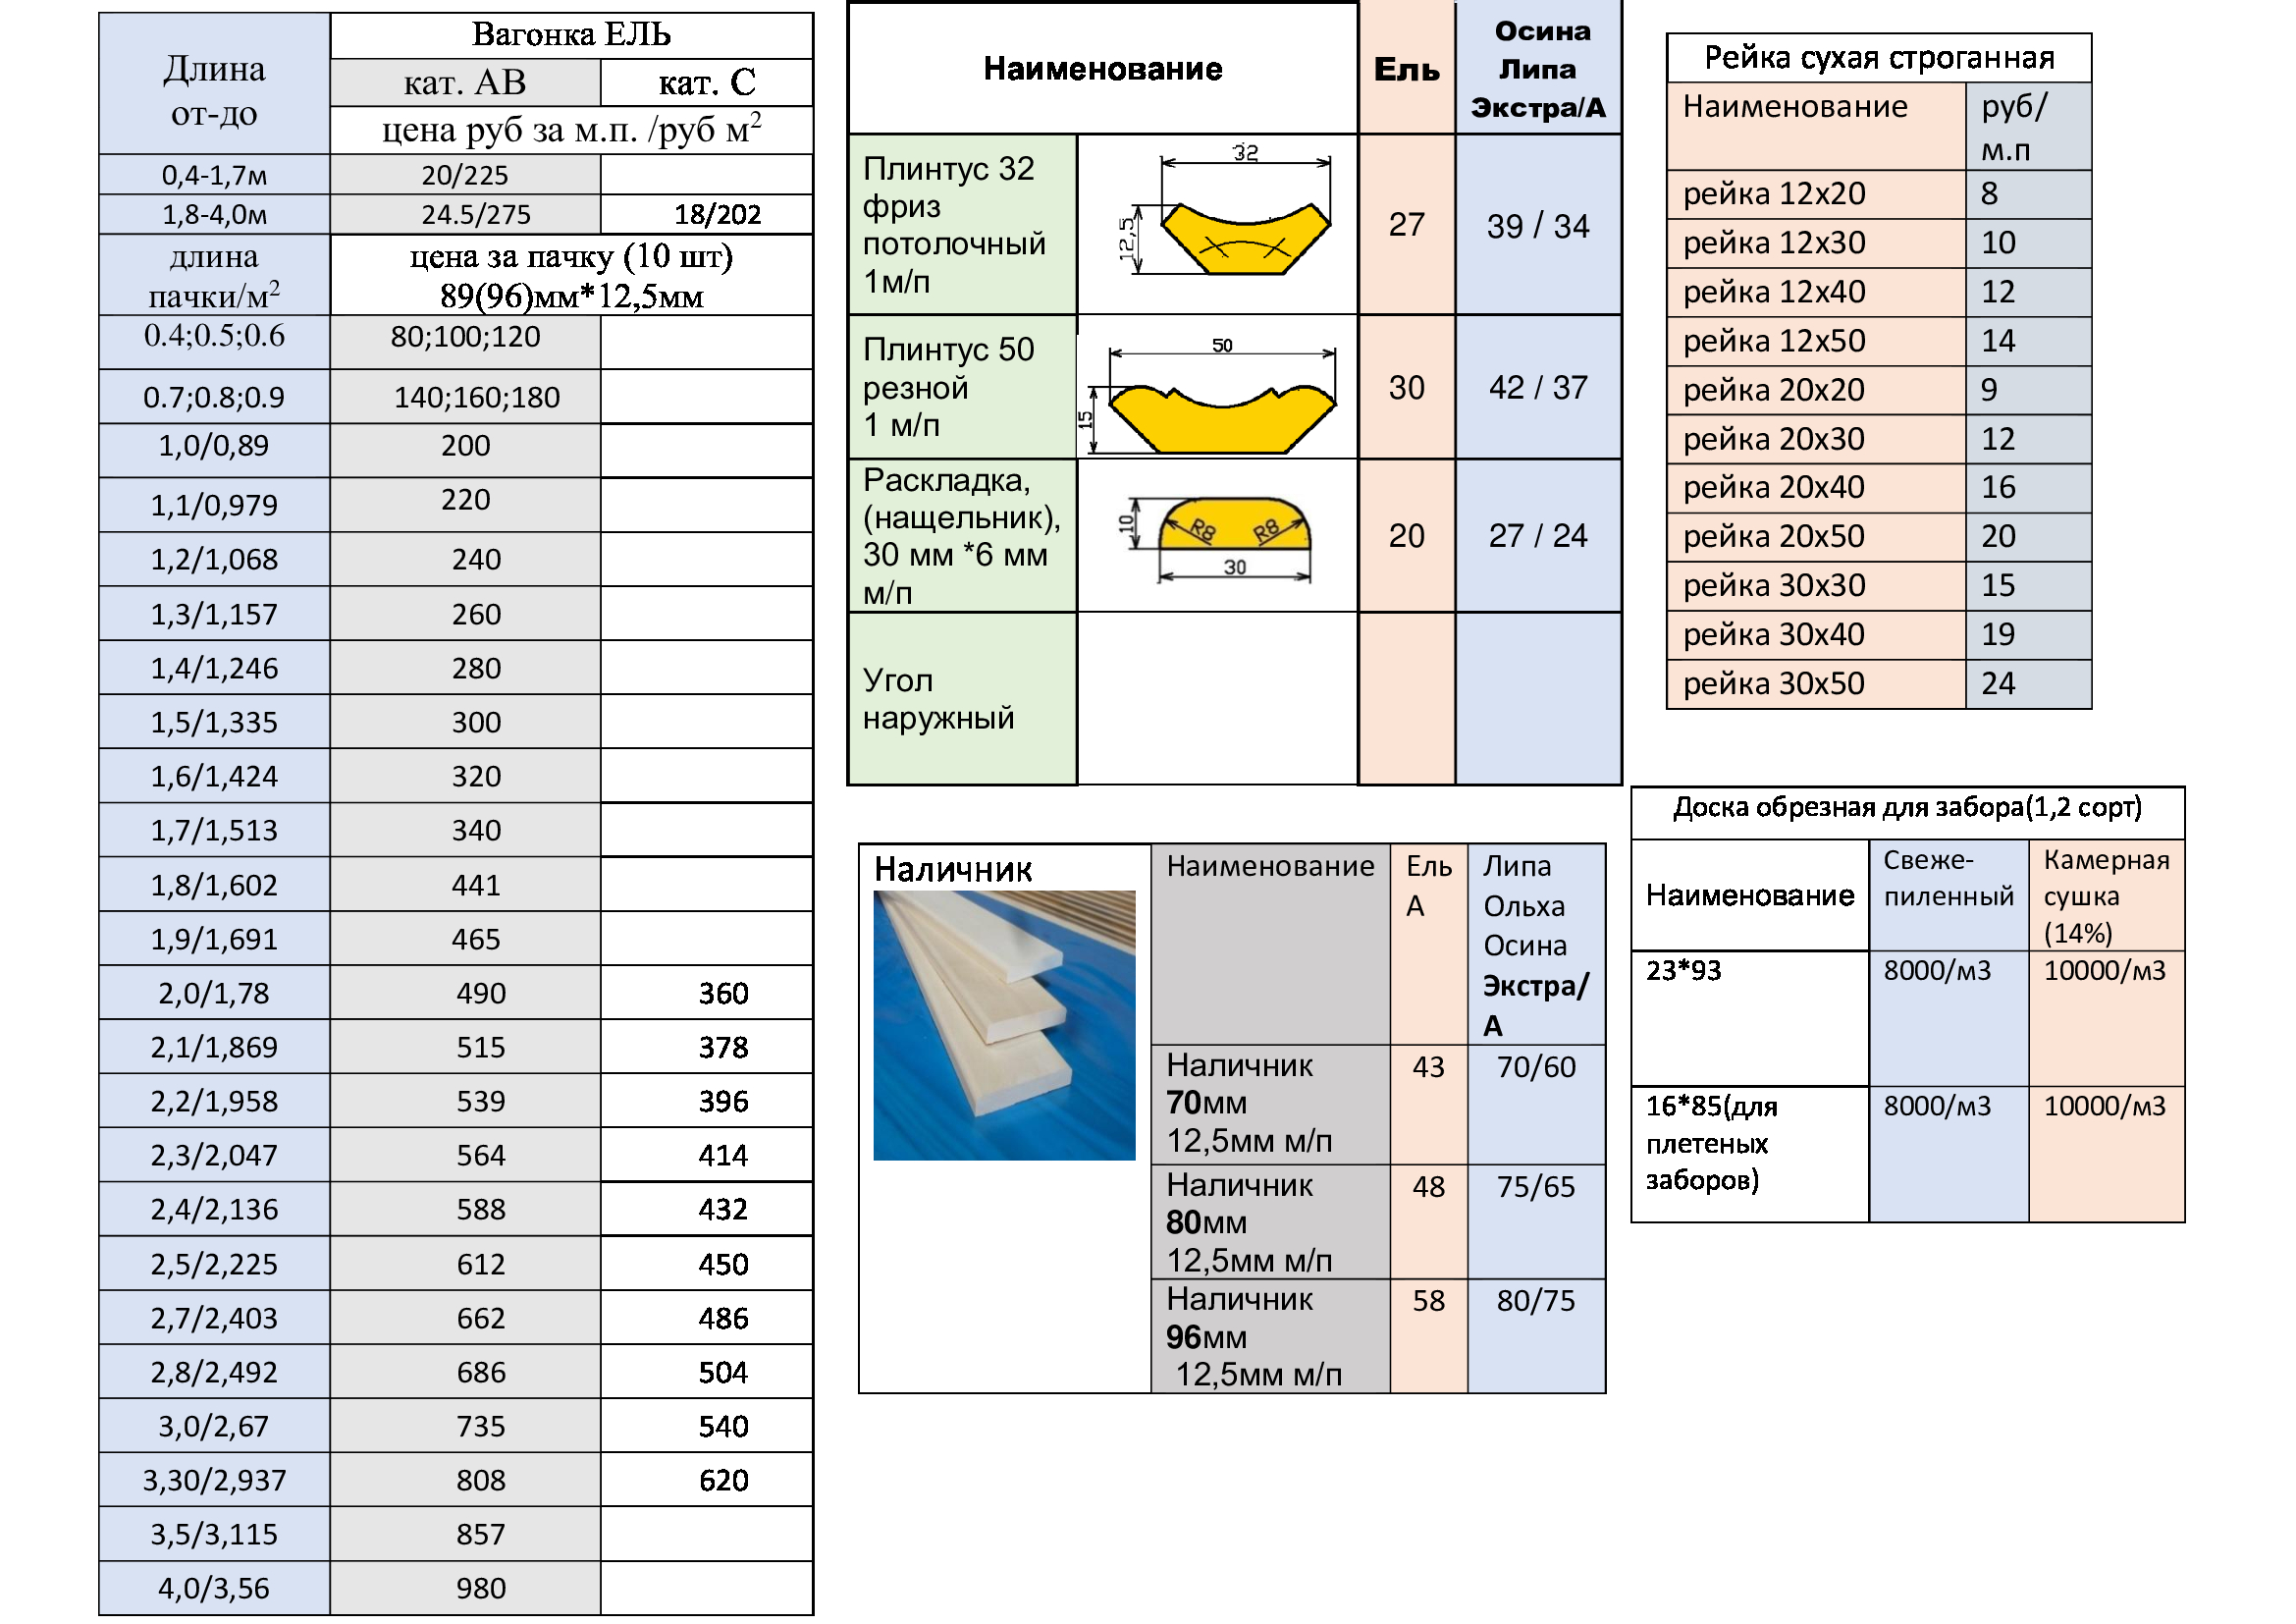 Длина
от-до
Вагонка ЕЛЬ
кат. АВ кат. С
цена руб за м.п. /руб м²
0,4-1,7м 20/225
1,8-4,0м 24.5/275 18/202
длина
пачки/м²
цена за пачку (10 шт)
89(96)мм*12,5мм
0.4;0.5;0.6 80;100;120
0.7;0.8;0.9 140;160;180
1,0/0,89 200
1,1/0,979 220
1,2/1,068 240
1,3/1,157 260
1,4/1,246 280
1,5/1,335 300
1,6/1,424 320
1,7/1,513 340
1,8/1,602 441
1,9/1,691 465
2,0/1,78 490 360
2,1/1,869 515 378
2,2/1,958 539 396
2,3/2,047 564 414
2,4/2,136 588 432
2,5/2,225 612 450
2,7/2,403 662 486
2,8/2,492 686 504
3,0/2,67 735 540
3,30/2,937 808 620
3,5/3,115 857
4,0/3,56 980
Наименование
Ель
Осина
Липа
Экстра/А
Плинтус 32
фриз
потолочный
1м/п
32
12,5
27
39 / 34
Плинтус 50
резной
1 м/п
50
15
30
42 / 37
Раскладка,
(нащельник),
30 мм *6 мм
м/п
10
R8 R8
30
20
27 / 24
Угол
наружный
Наличник
Наименование
Ель
А
Липа
Ольха
Осина
Экстра/
А
Наличник
70мм
12,5мм м/п
43
70/60
Наличник
80мм
12,5мм м/п
48
75/65
Наличник
96мм
12,5мм м/п
58
80/75
Рейка сухая строганная
Наименование
руб/
м.п
рейка 12х20 8
рейка 12х30 10
рейка 12х40 12
рейка 12х50 14
рейка 20х20 9
рейка 20х30 12
рейка 20х40 16
рейка 20х50 20
рейка 30х30 15
рейка 30х40 19
рейка 30х50 24
Доска обрезная для забора(1,2 сорт)
Наименование
Свеже-
пиленный
Камерная
сушка
(14%)
23*93 8000/м3 10000/м3
16*85(для
плетеных
заборов)
8000/м3 10000/м3